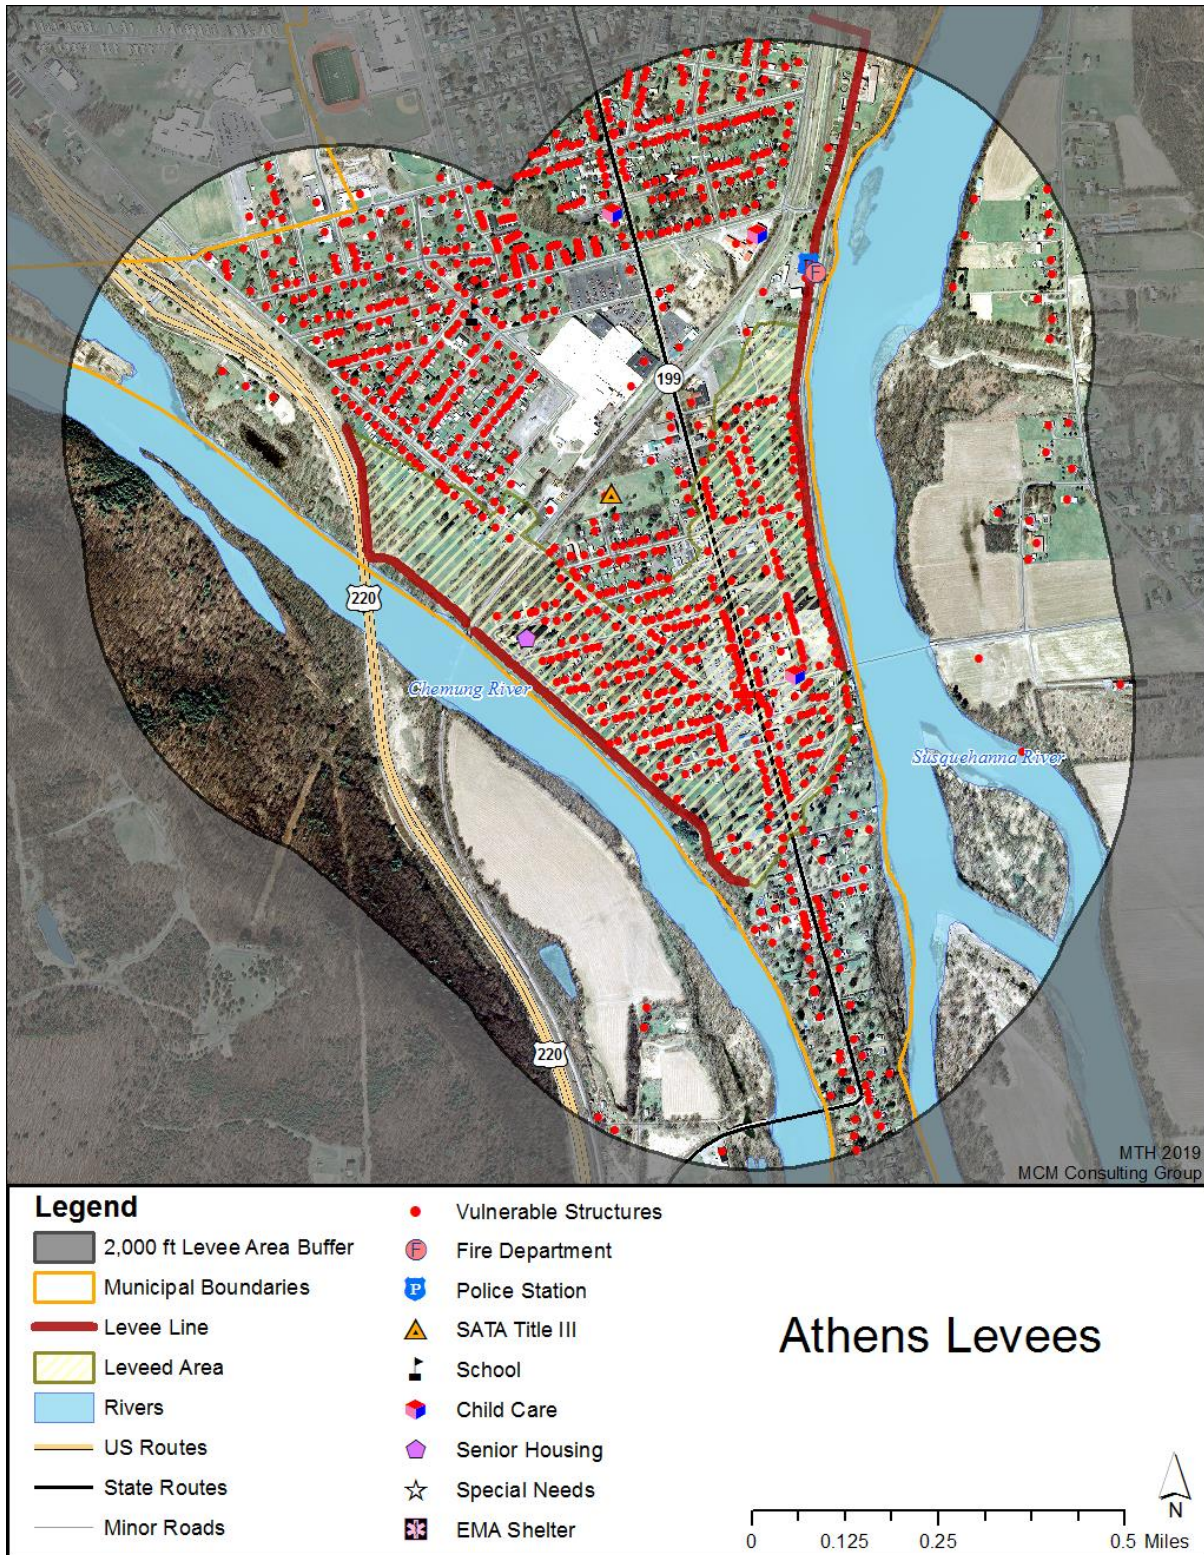 199
220
Chemung River
Susquehanna River
220
F
MTH 2019
MCM Consulting Group
Legend
2,000 ft Levee Area Buffer
Municipal Boundaries
Levee Line
Leveed Area
Rivers
US Routes
State Routes
Minor Roads
Vulnerable Structures
F Fire Department
P Police Station
SATA Title III
School
Child Care
Senior Housing
Special Needs
EMA Shelter
Athens Levees
N
0 0.125 0.25 0.5 Miles